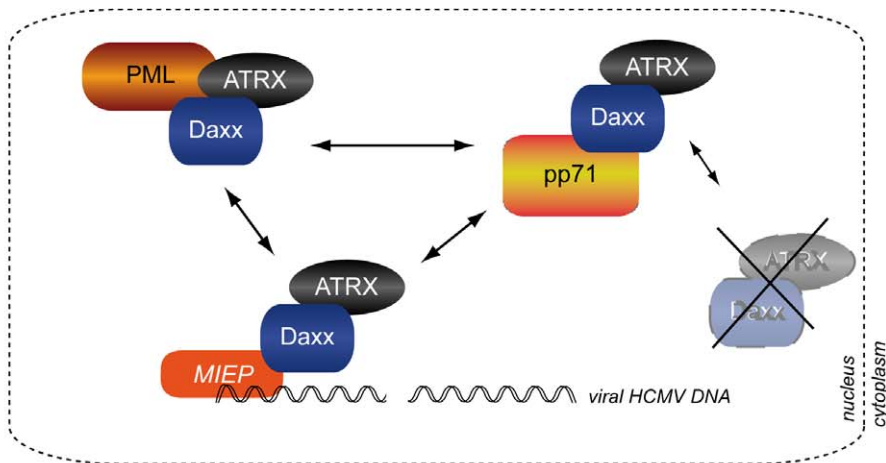 PML
ATRX
Daxx
ATRX
Daxx
pp71
ATRX
Daxx
MIEP
ATRX
Daxx
viral HCMV DNA
nucleus
cytoplasm